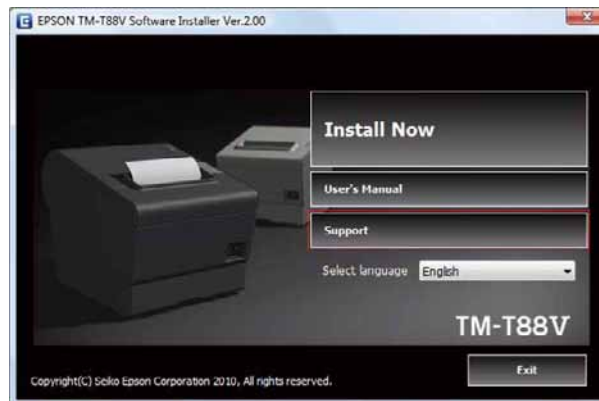 EPSON TM-T88V Software Installer Ver.2.00
Install Now
User's Manual
Support
Select language English
TM-T88V
Exit
Copyright(C) Seiko Epson Corporation 2010, All rights reserved.